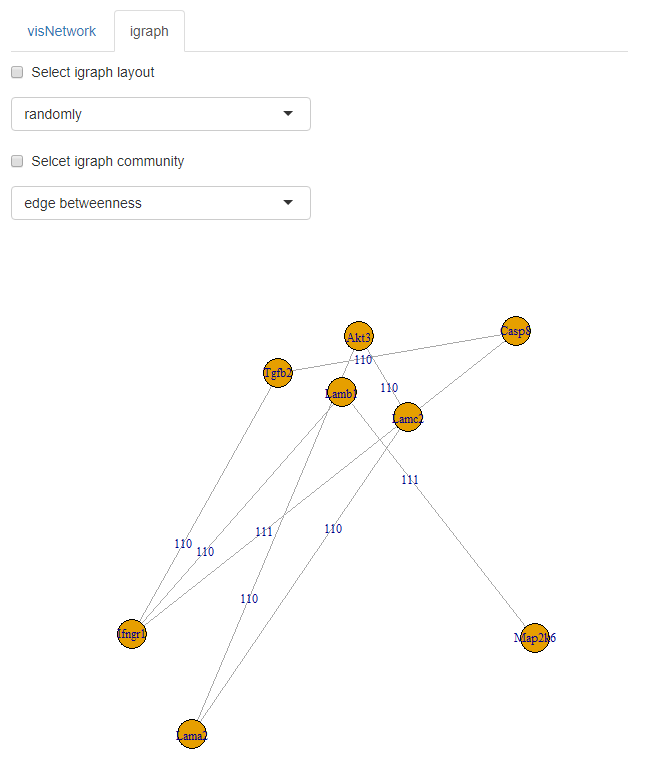 visNetwork igraph
Select igraph layout
randomly
Selcet igraph community
edge betweenness
Akt3 Casp8
110
Tgfb2 110
Lamb1
Lamc2
111
111 110
110 110
110
Ifngr1 Map2k6
Lama2